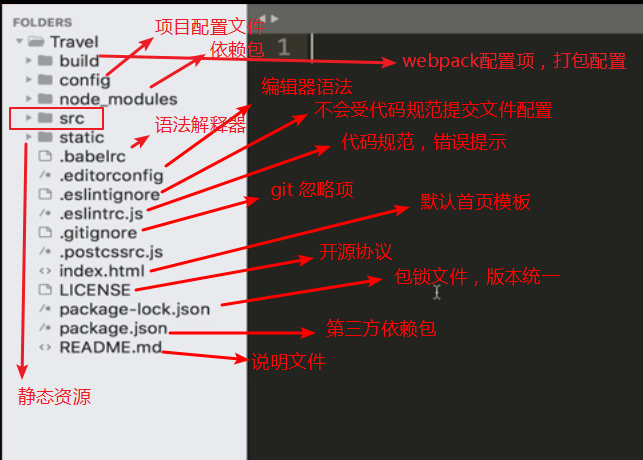 FOLDERS
Travel
build
config
node_modules
src
static
.babelrc
.editorconfig
.eslintignore
.eslintrc.js
.gitignore
.postcssrc.js
index.html
LICENSE
package-lock.json
package.json
README.md
1
项目配置文件
依赖包
webpack配置项，打包配置
编辑器语法
不会受代码规范提交文件配置
语法解释器
代码规范，错误提示
git 忽略项
默认首页模板
开源协议
包锁文件，版本统一
第三方依赖包
说明文件
静态资源